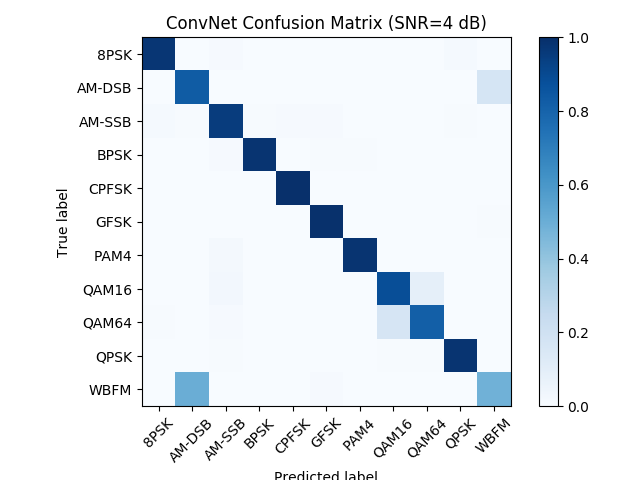 ConvNet Confusion Matrix (SNR=4 dB)
8PSK
AM-DSB
AM-SSB
BPSK
CPFSK
GFSK
PAM4
QAM16
QAM64
QPSK
WBFM
True label
8PSK
AM-DSB
AM-SSB
BPSK
CPFSK
GFSK
PAM4
QAM16
QAM64
QPSK
WBFM
Predicted label
1.0
0.8
0.6
0.4
0.2
0.0